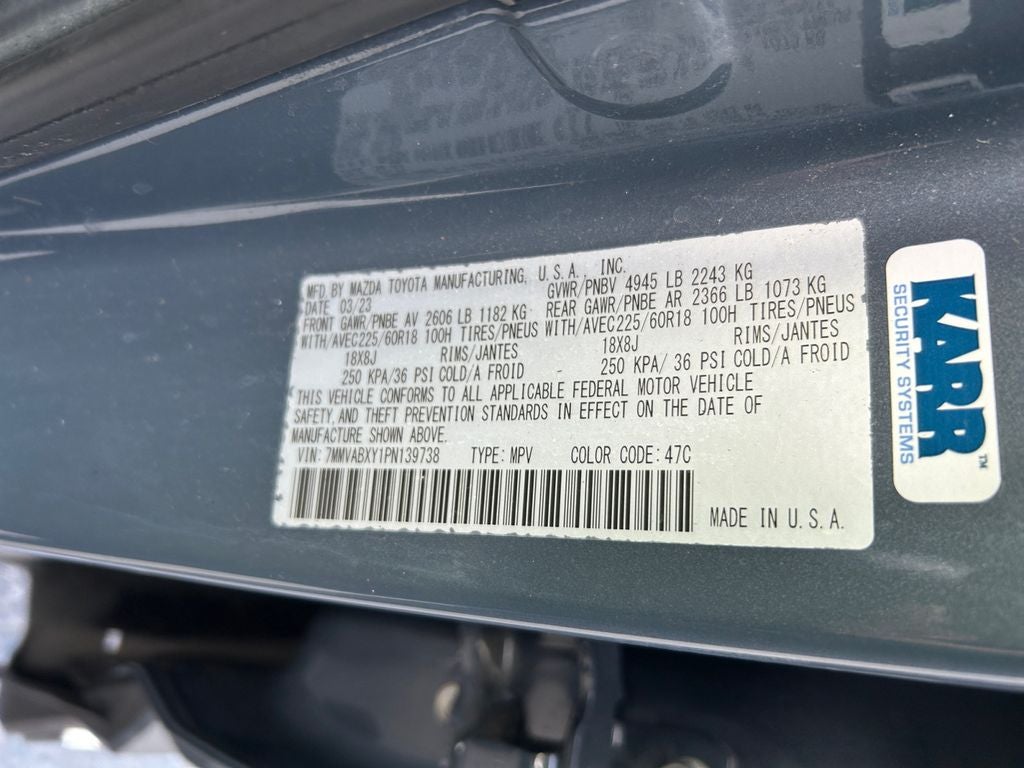 MFD. BY MAZDA TOYOTA MANUFACTURING, U.S.A., INC.
DATE 03/23 GVWR/PNBV 4945 LB 2243 KG
FRONT GAWR/PNBE AV 2606 LB 1182 KG REAR GAWR/PNBE AR 2366 LB 1073 KG
WITH/AVEC225/60R18 100H TIRES/PNEUS WITH/AVEC225/60R18 100H TIRES/PNEUS
18X8J RIMS/JANTES 18X8J RIMS/JANTES
250 KPA/36 PSI COLD/A FROID 250 KPA/36 PSI COLD/A FROID
THIS VEHICLE CONFORMS TO ALL APPLICABLE FEDERAL MOTOR VEHICLE
SAFETY, AND THEFT PREVENTION STANDARDS IN EFFECT ON THE DATE OF
MANUFACTURE SHOWN ABOVE.
VIN: 7MMVABXY1PN139738 TYPE: MPV COLOR CODE: 47C
MADE IN U.S.A.
KARR™
SECURITY SYSTEMS